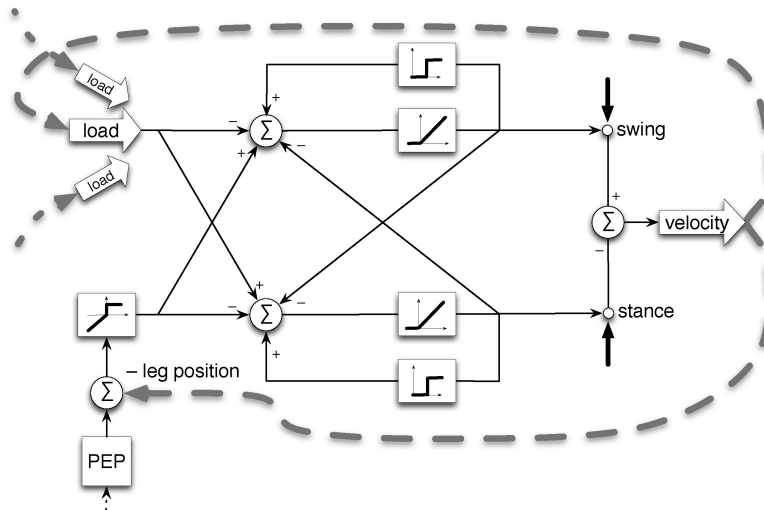 load
load
load
+
−
+
−
Σ
swing
+
Σ
−
velocity
+
−
−
Σ
+
stance
− leg position
Σ
PEP